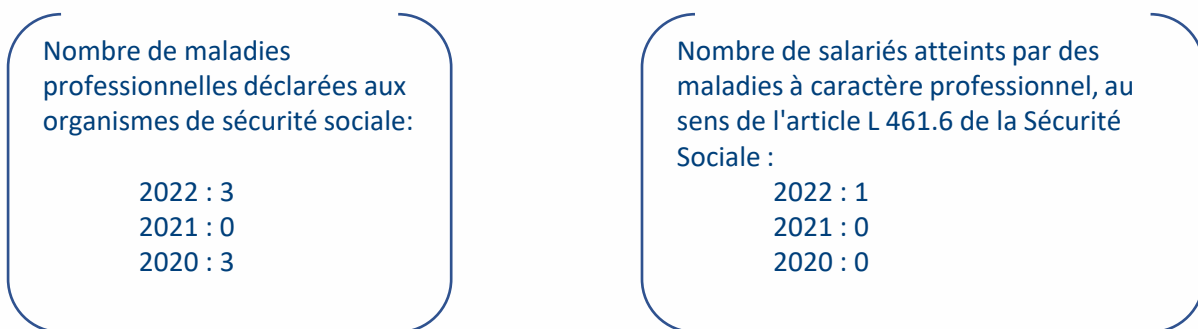 Nombre de maladies
professionnelles déclarées aux
organismes de sécurité sociale:
2022 : 3
2021 : 0
2020 : 3
Nombre de salariés atteints par des
maladies à caractère professionnel, au
sens de l'article L 461.6 de la Sécurité
Sociale :
2022 : 1
2021 : 0
2020 : 0